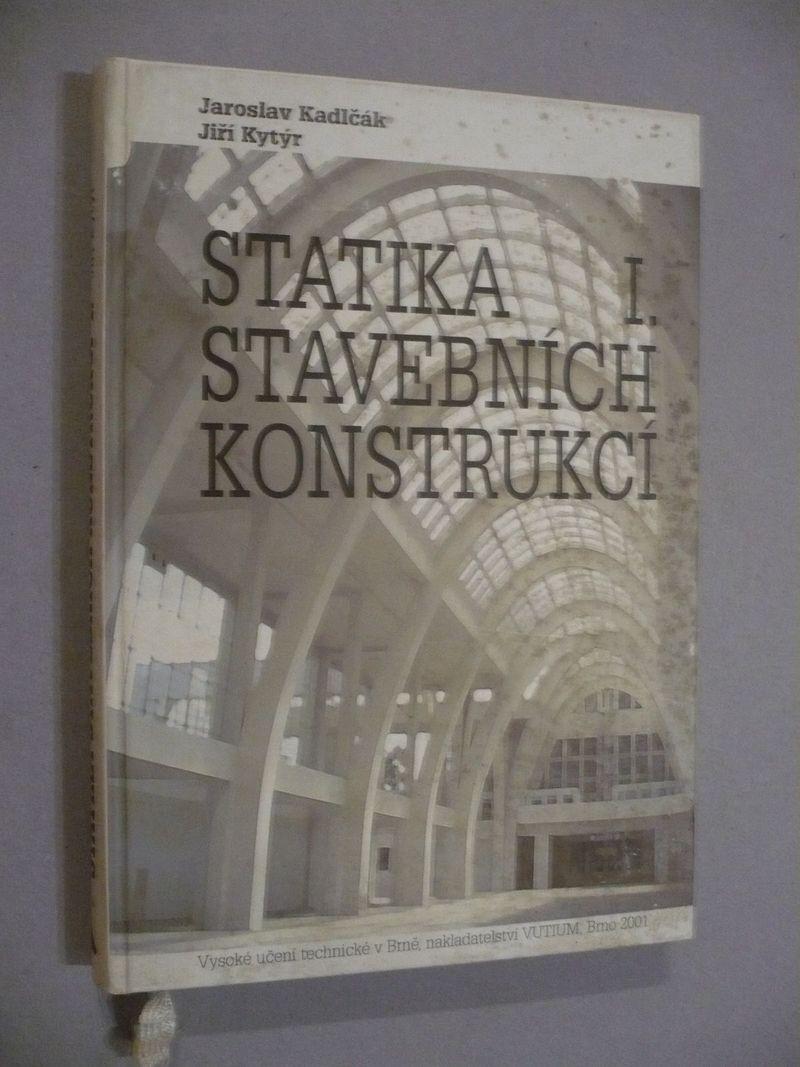 Jaroslav Kadlčák
Jiří Kytýr
STATIKA I.
STAVEBNÍCH
KONSTRUKCÍ
Vysoké učení technické v Brně, nakladatelství VUTIUM, Brno 2001